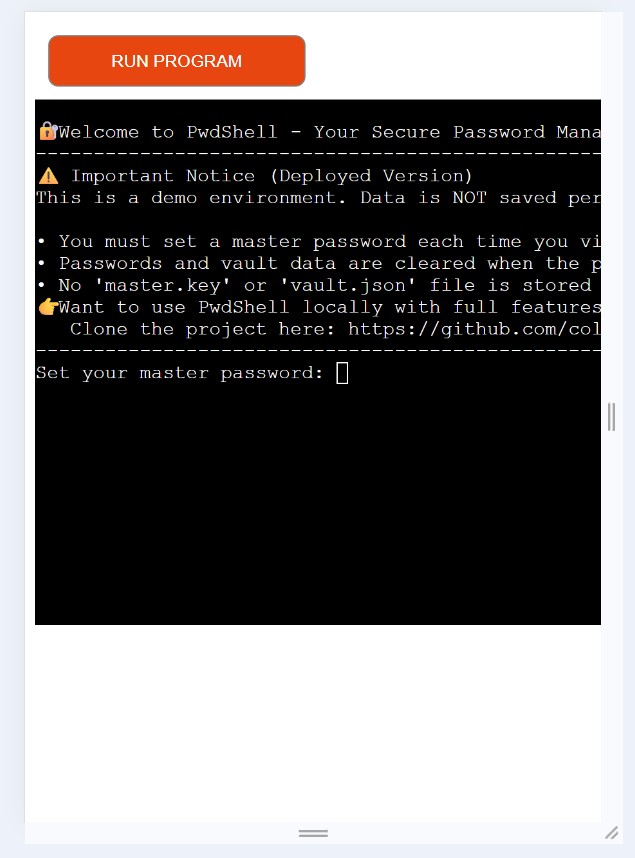 RUN PROGRAM
🔐Welcome to PwdShell - Your Secure Password Mana
--------------------------------------------------
⚠️ Important Notice (Deployed Version)
This is a demo environment. Data is NOT saved per
• You must set a master password each time you vi
• Passwords and vault data are cleared when the p
• No 'master.key' or 'vault.json' file is stored
👉Want to use PwdShell locally with full features
Clone the project here: https://github.com/col
--------------------------------------------------
Set your master password: